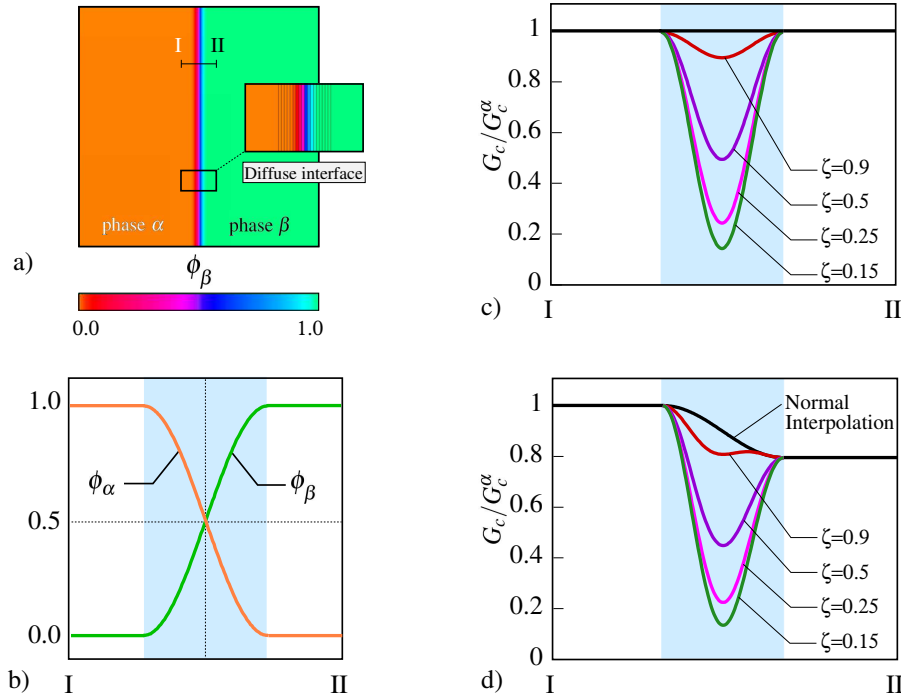 I II
Diffuse interface
phase α phase β
a)
ϕβ
0.0 1.0
1.0
0.5
0.0
ϕα
ϕβ
b)
I II
Gc/Gcα
1
0.8
0.6
0.4
0.2
0
ζ=0.9
ζ=0.5
ζ=0.25
ζ=0.15
c)
I II
Gc/Gcα
1
0.8
0.6
0.4
0.2
0
Normal
Interpolation
ζ=0.9
ζ=0.5
ζ=0.25
ζ=0.15
d)
I II